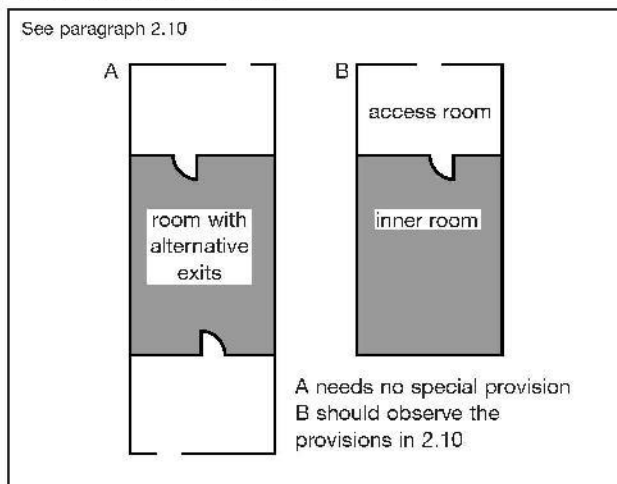 See paragraph 2.10
A
room with
alternative
exits
B
access room
inner room
A needs no special provision
B should observe the
provisions in 2.10